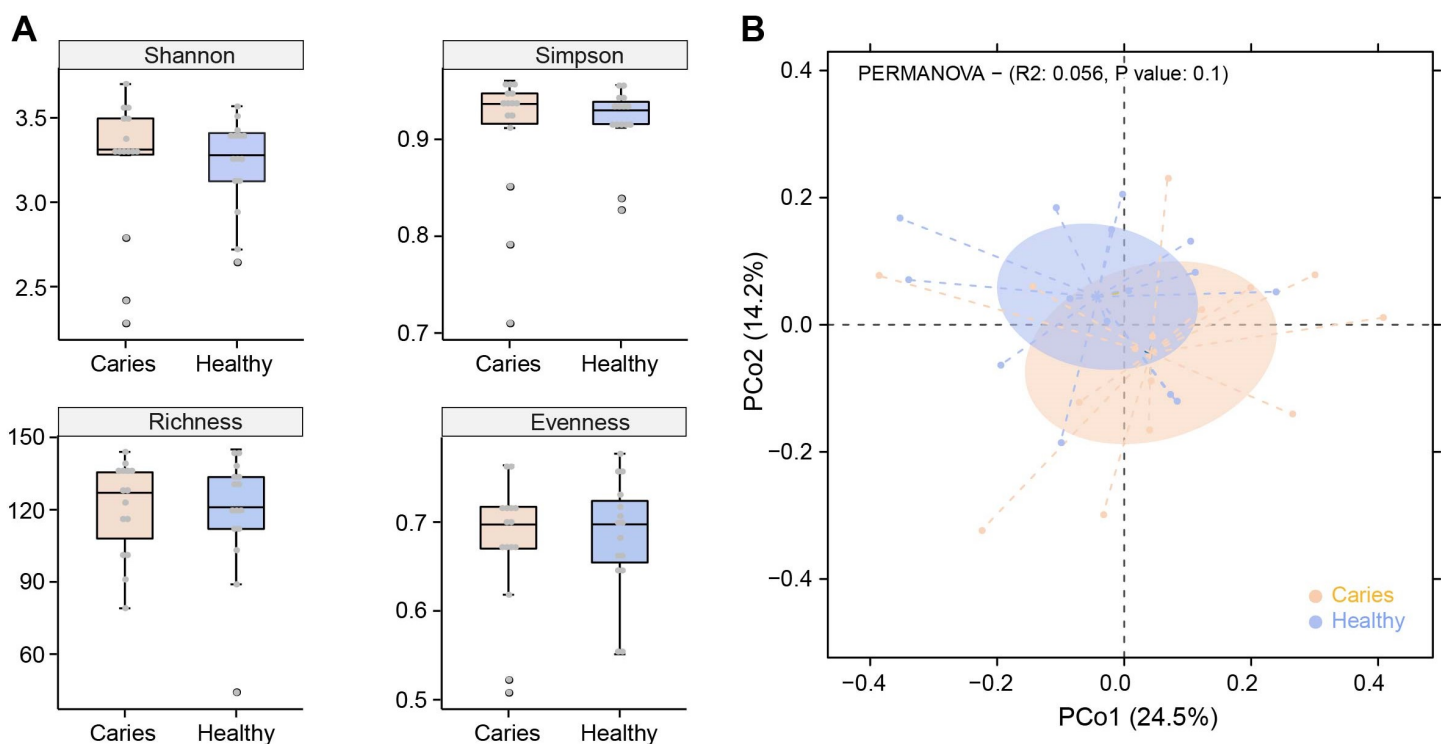 A
Shannon
3.5
3.0
2.5
Caries Healthy
Simpson
0.9
0.8
0.7
Caries Healthy
Richness
150
120
90
60
Caries Healthy
Evenness
0.7
0.6
0.5
Caries Healthy
B
PERMANOVA − (R2: 0.056, P value: 0.1)
PCo2 (14.2%)
0.4
0.2
0.0
−0.2
−0.4
Caries
Healthy
−0.4 −0.2 0.0 0.2 0.4
PCo1 (24.5%)